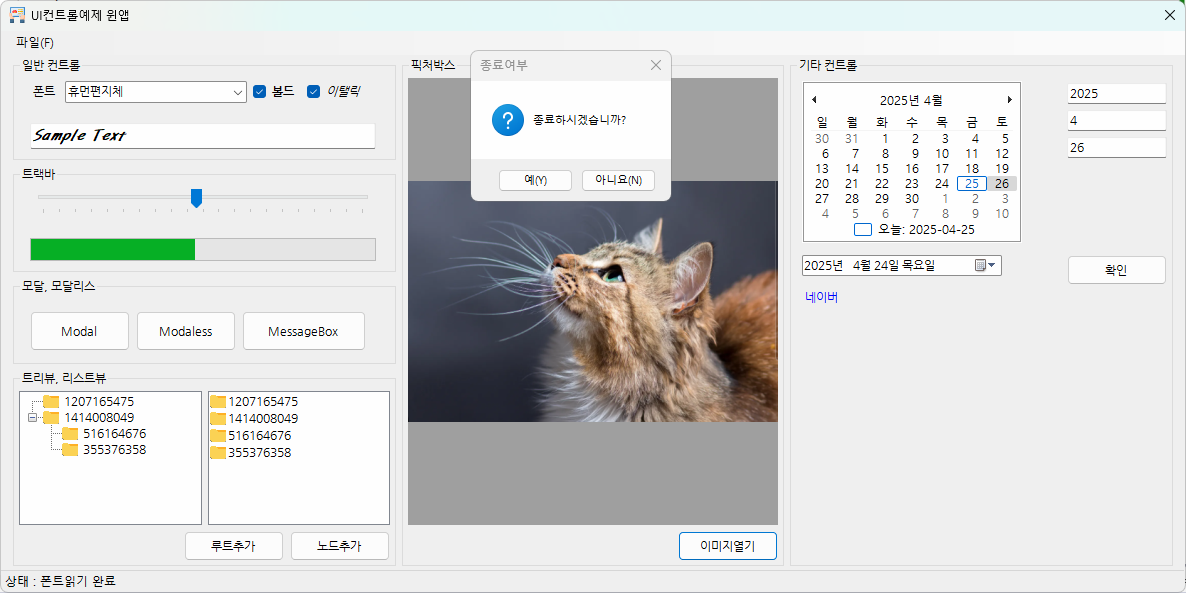 UI컨트롤예제 윈앱
파일(F)
일반 컨트롤
폰트 휴먼편지체 볼드 이탤릭
Sample Text
트랙바
모달, 모달리스
Modal Modaless MessageBox
트리뷰, 리스트뷰
1207165475
1414008049
516164676
355376358
1207165475
1414008049
516164676
355376358
루트추가 노드추가
픽처박스
종료여부
종료하시겠습니까?
예(Y) 아니요(N)
이미지열기
기타 컨트롤
2025년 4월
일 월 화 수 목 금 토
30 31 1 2 3 4 5
6 7 8 9 10 11 12
13 14 15 16 17 18 19
20 21 22 23 24 25 26
27 28 29 30 1 2 3
4 5 6 7 8 9 10
오늘: 2025-04-25
2025년 4월 24일 목요일
네이버
2025
4
26
확인
상태 : 폰트읽기 완료